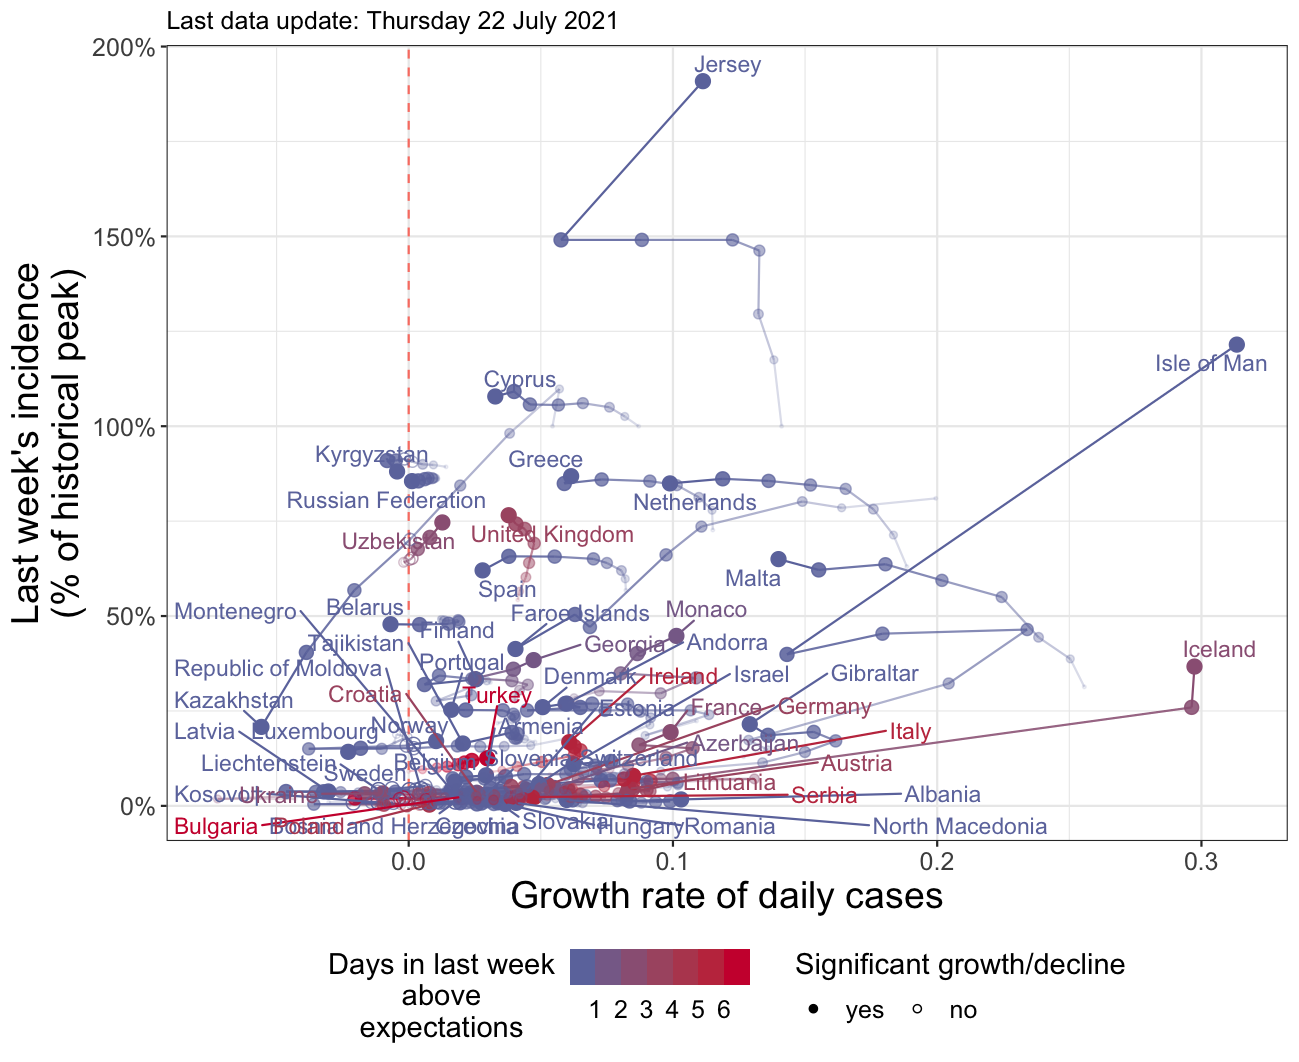 Last data update: Thursday 22 July 2021
200%
150%
100%
50%
0%
Last week's incidence
(% of historical peak)
Jersey
Isle of Man
Cyprus
Kyrgyzstan
Greece
Russian Federation
Netherlands
Uzbekistan
United Kingdom
Malta
Spain
Montenegro
Belarus
Faroe Islands
Monaco
Finland
Tajikistan
Georgia
Andorra
Iceland
Republic of Moldova
Portugal
Denmark
Ireland
Israel
Gibraltar
Croatia
Turkey
Kazakhstan
Estonia
France
Germany
Latvia
Luxembourg
Norway
Armenia
Italy
Azerbaijan
Liechtenstein
Belgium
Slovenia
Switzerland
Austria
Sweden
Lithuania
Kosovo
Ukraine
Serbia
Albania
Bulgaria
Bosnia and Herzegovina
Poland
Czechia
Slovakia
Hungary
Romania
North Macedonia
0.0
0.1
0.2
0.3
Growth rate of daily cases
Days in last week
above
expectations
1 2 3 4 5 6
Significant growth/decline
yes
no